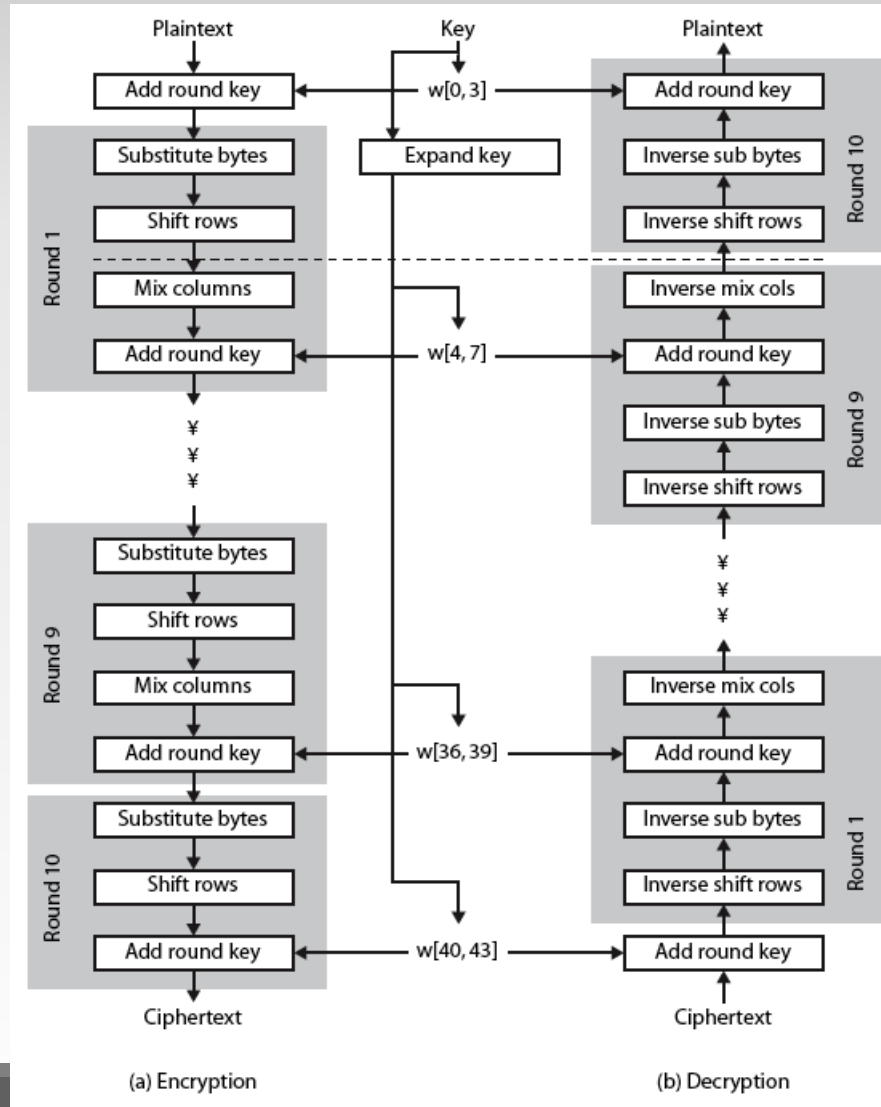 Plaintext
Add round key
Round 1
Substitute bytes
Shift rows
Mix columns
Add round key
¥
¥
¥
Round 9
Substitute bytes
Shift rows
Mix columns
Add round key
Round 10
Substitute bytes
Shift rows
Add round key
Ciphertext
(a) Encryption
Key
w[0, 3]
Expand key
w[4, 7]
w[36, 39]
w[40, 43]
Plaintext
Add round key
Inverse sub bytes
Inverse shift rows
Round 10
Inverse mix cols
Add round key
Inverse sub bytes
Inverse shift rows
Round 9
¥
¥
¥
Inverse mix cols
Add round key
Inverse sub bytes
Inverse shift rows
Round 1
Add round key
Ciphertext
(b) Decryption